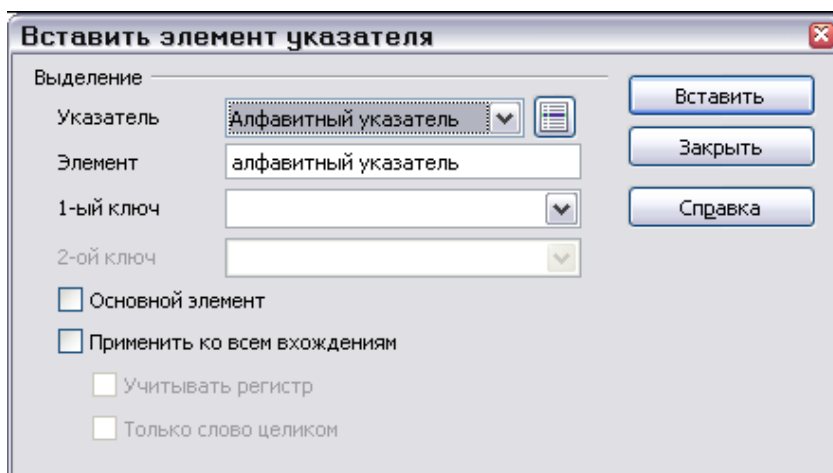 Вставить элемент указателя
Выделение
Указатель Алфавитный указатель
Вставить
Элемент алфавитный указатель
Закрыть
1-ый ключ
Справка
2-ой ключ
Основной элемент
Применить ко всем вхождениям
Учитывать регистр
Только слово целиком